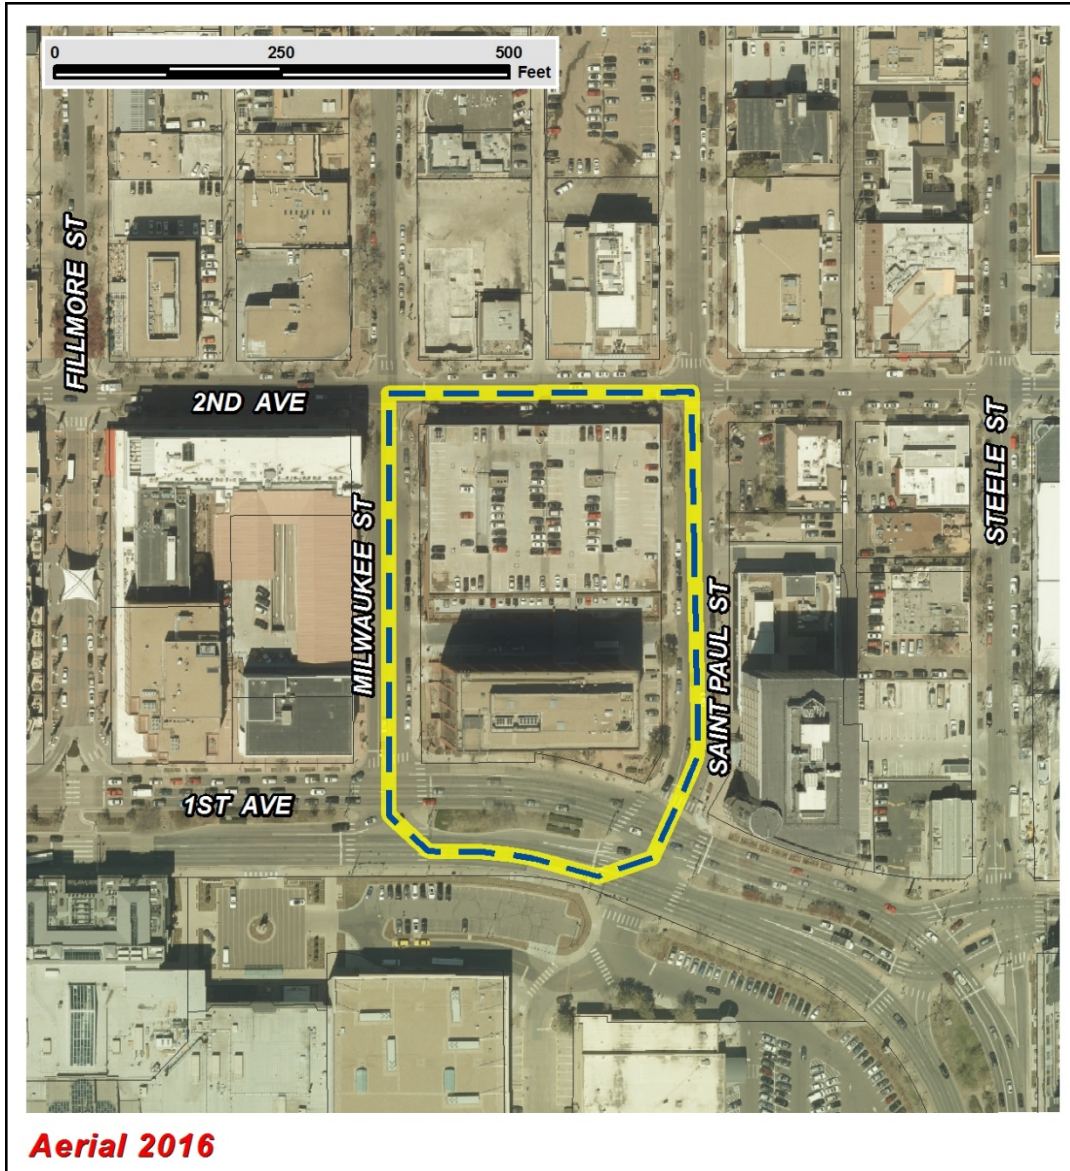 0 250 500
Feet
FILLMORE ST
2ND AVE
MILWAUKEE ST
SAINT PAUL ST
STEELE ST
1ST AVE
Aerial 2016